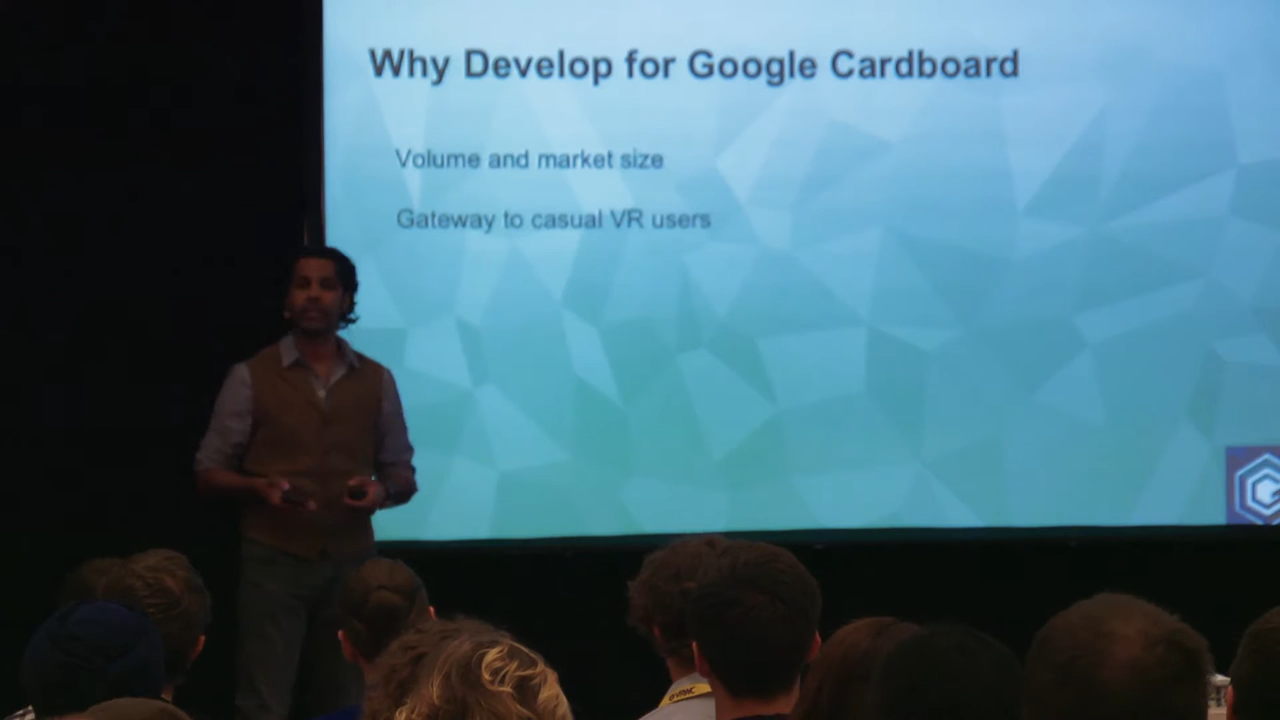 Why Develop for Google Cardboard
Volume and market size
Gateway to casual VR users